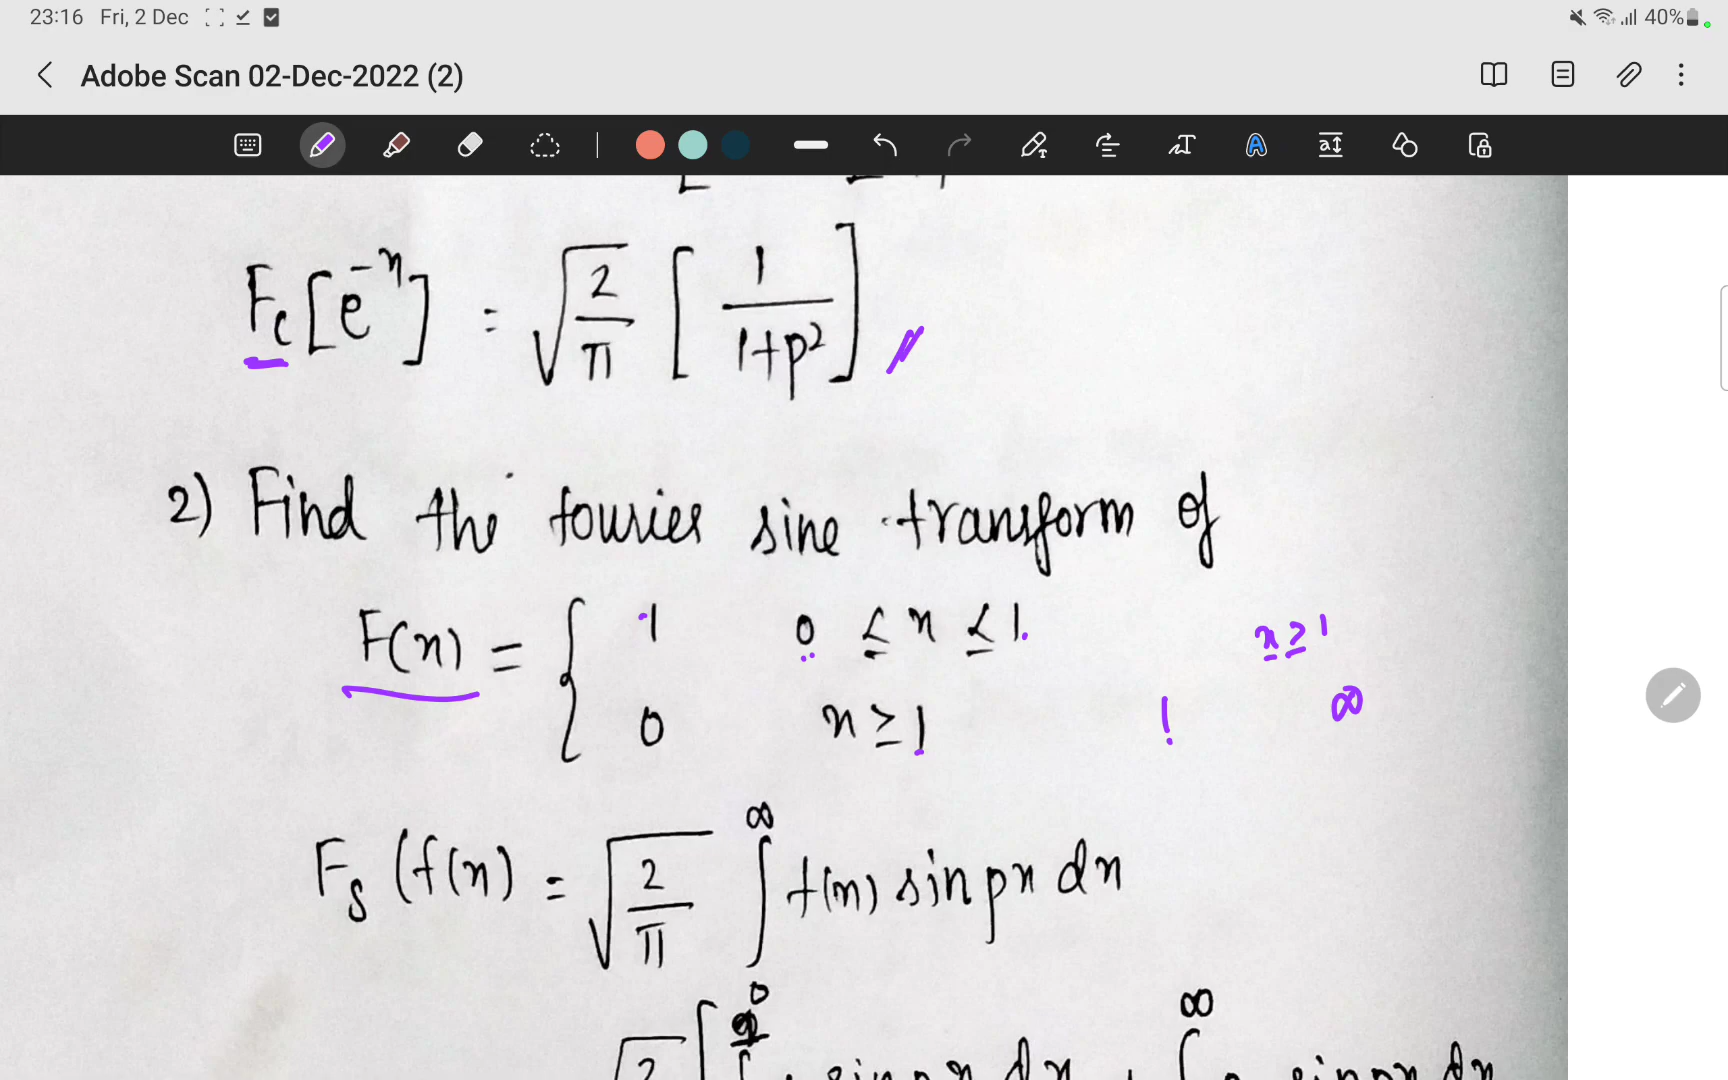 23:16 Fri, 2 Dec 40%
Adobe Scan 02-Dec-2022 (2)
Fc[e^-x] = √(2/π) [1/(1+p²)]
2) Find the fourier sine transform of
F(x) = { 1 0 ≤ x ≤ 1. x ≥ 1
0 x ≥ 1 1 ∞
Fs (f(x) = √(2/π) ∫₀^∞ f(x) sin px dx